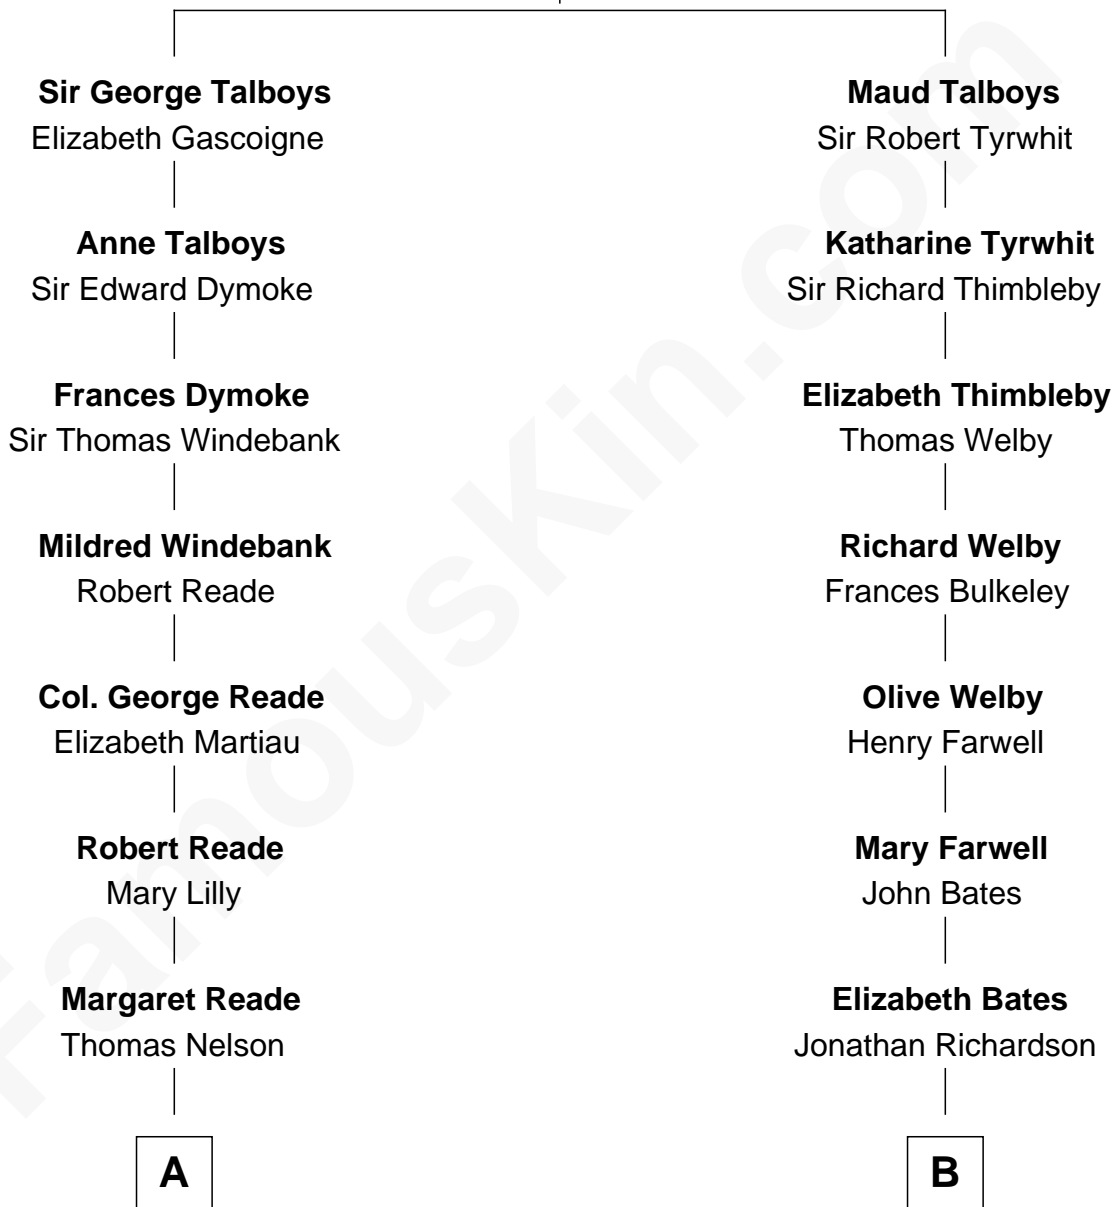 Sir George Talboys
Elizabeth Gascoigne
Anne Talboys
Sir Edward Dymoke
Frances Dymoke
Sir Thomas Windebank
Mildred Windebank
Robert Reade
Col. George Reade
Elizabeth Martiau
Robert Reade
Mary Lilly
Margaret Reade
Thomas Nelson
A
Maud Talboys
Sir Robert Tyrwhit
Katharine Tyrwhit
Sir Richard Thimbleby
Elizabeth Thimbleby
Thomas Welby
Richard Welby
Frances Bulkeley
Olive Welby
Henry Farwell
Mary Farwell
John Bates
Elizabeth Bates
Jonathan Richardson
B
FamousKin.com